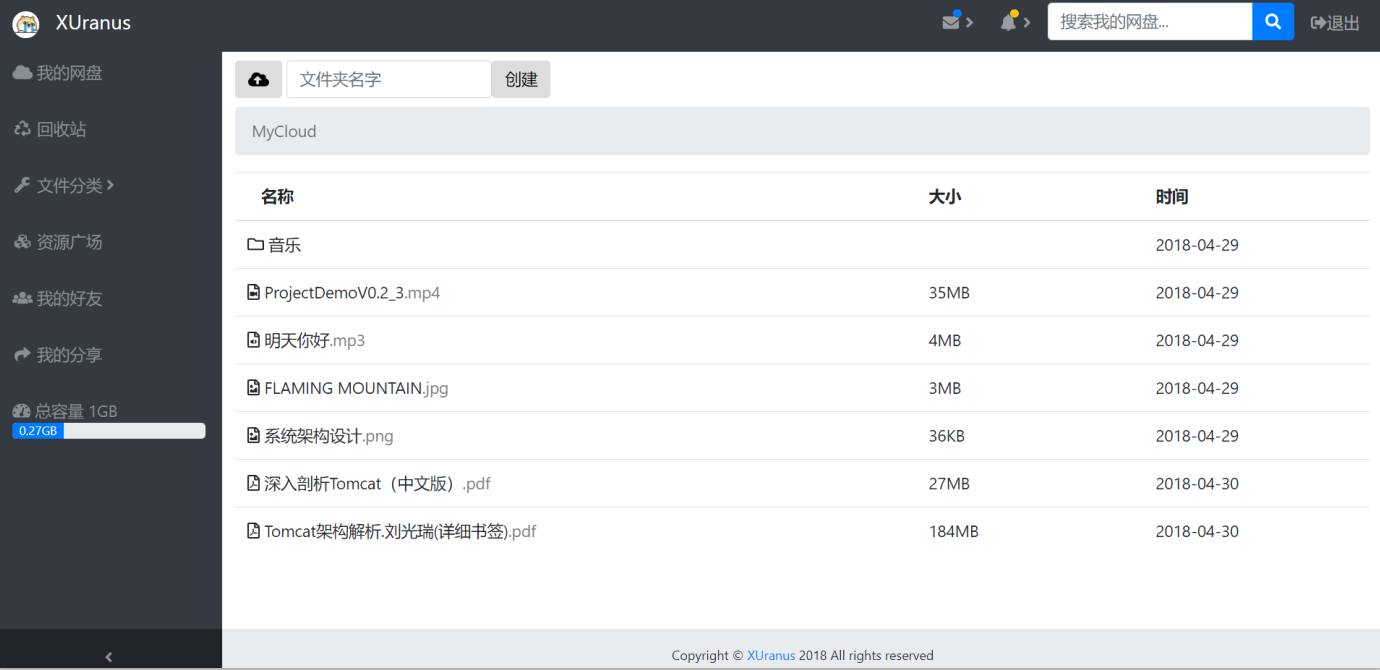 XUranus
搜索我的网盘...
退出
我的网盘
回收站
文件分类
资源广场
我的好友
我的分享
总容量 1GB
0.27GB
文件夹名字 创建
MyCloud
名称 大小 时间
音乐 2018-04-29
ProjectDemoV0.2_3.mp4 35MB 2018-04-29
明天你好.mp3 4MB 2018-04-29
FLAMING MOUNTAIN.jpg 3MB 2018-04-29
系统架构设计.png 36KB 2018-04-29
深入剖析Tomcat（中文版）.pdf 27MB 2018-04-30
Tomcat架构解析.刘光瑞(详细书签).pdf 184MB 2018-04-30
Copyright © XUranus 2018 All rights reserved